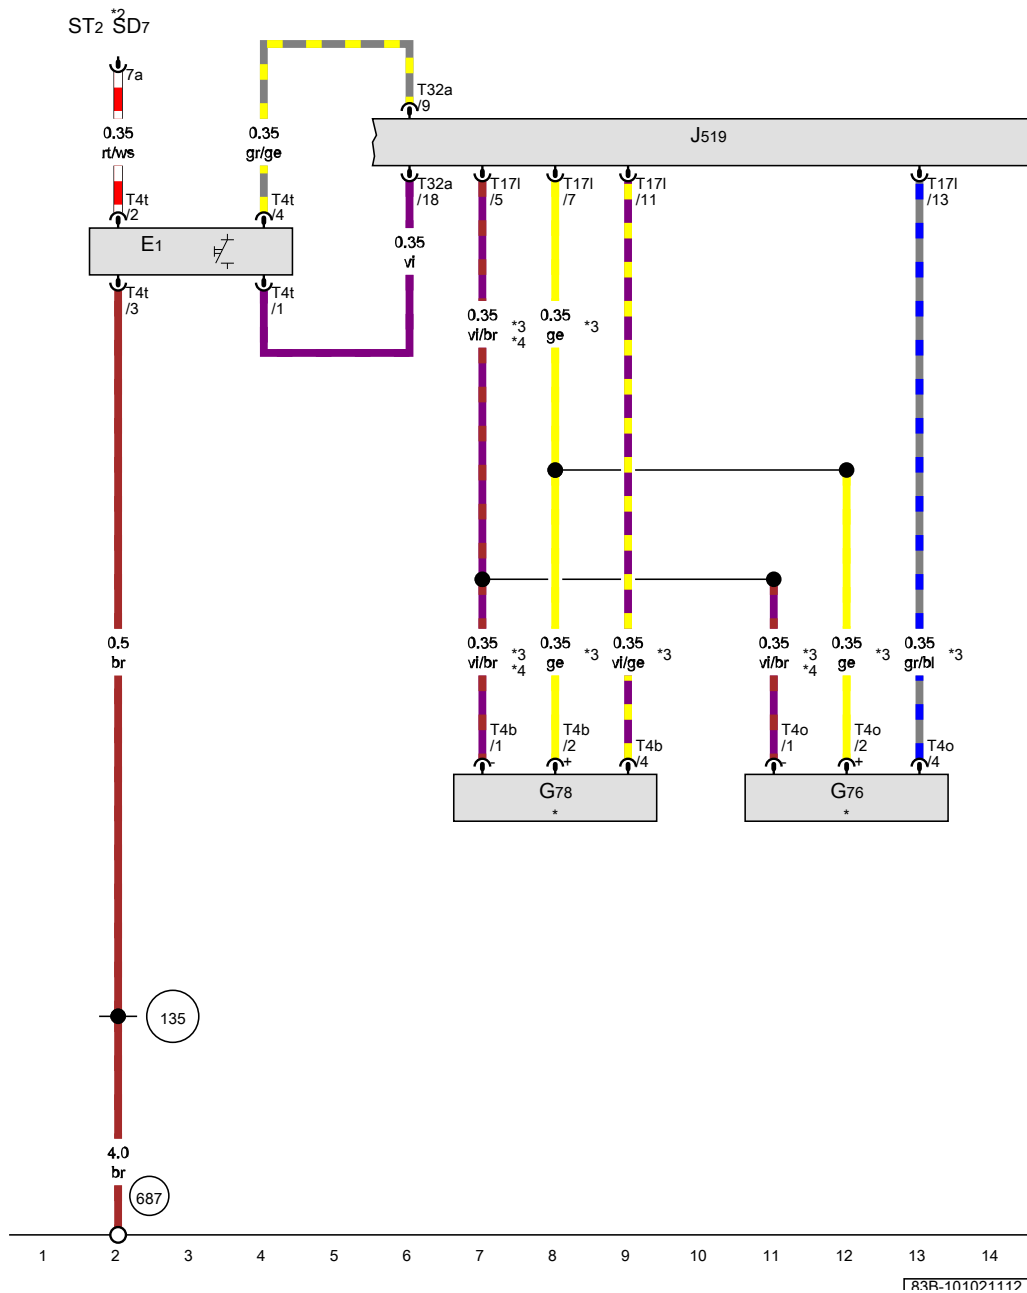 *2
ST2 SD7
7a
0.35
rt/ws
T4t
/2
0.35
gr/ge
T4t
/4
T32a
/9
J519
E1
T4t
/3
T4t
/1
T32a
/18
0.35
vi
T17l
/5
T17l
/7
T17l
/11
T17l
/13
0.35
vi/br
*3
*4
0.35
ge
*3
0.5
br
0.35
vi/br
*3
*4
0.35
ge
*3
0.35
vi/ge
*3
0.35
vi/br
*3
*4
0.35
ge
*3
0.35
gr/bl
*3
T4b
/1
-
T4b
/2
+
T4b
/4
T4o
/1
-
T4o
/2
+
T4o
/4
G78
*
G76
*
135
4.0
br
687
1 2 3 4 5 6 7 8 9 10 11 12 13 14
83B-101021112